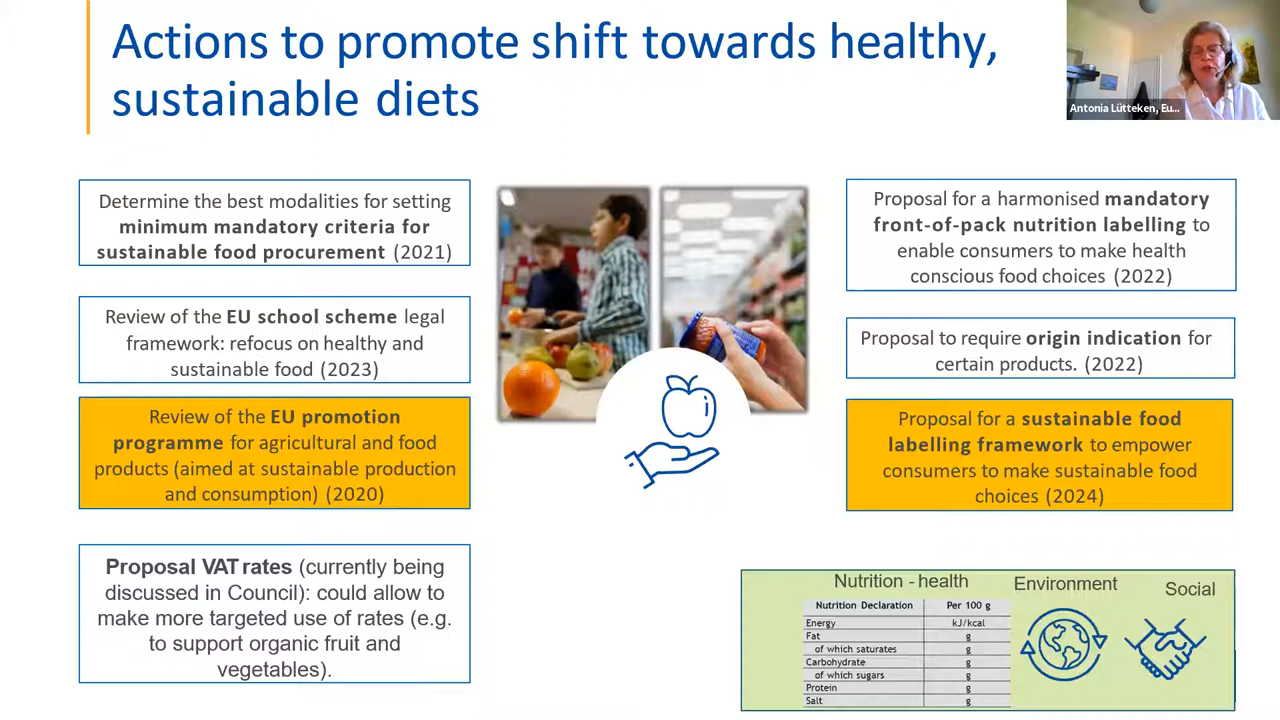 Actions to promote shift towards healthy,
sustainable diets
Antonia Lütteken, Eu...
Determine the best modalities for setting
minimum mandatory criteria for
sustainable food procurement (2021)
Review of the EU school scheme legal
framework: refocus on healthy and
sustainable food (2023)
Review of the EU promotion
programme for agricultural and food
products (aimed at sustainable production
and consumption) (2020)
Proposal VAT rates (currently being
discussed in Council): could allow to
make more targeted use of rates (e.g.
to support organic fruit and
vegetables).
Proposal for a harmonised mandatory
front-of-pack nutrition labelling to
enable consumers to make health
conscious food choices (2022)
Proposal to require origin indication for
certain products. (2022)
Proposal for a sustainable food
labelling framework to empower
consumers to make sustainable food
choices (2024)
Nutrition - health Environment Social
Nutrition Declaration Per 100 g
Energy kJ/kcal
Fat g
of which saturates g
Carbohydrate g
of which sugars g
Protein g
Salt g